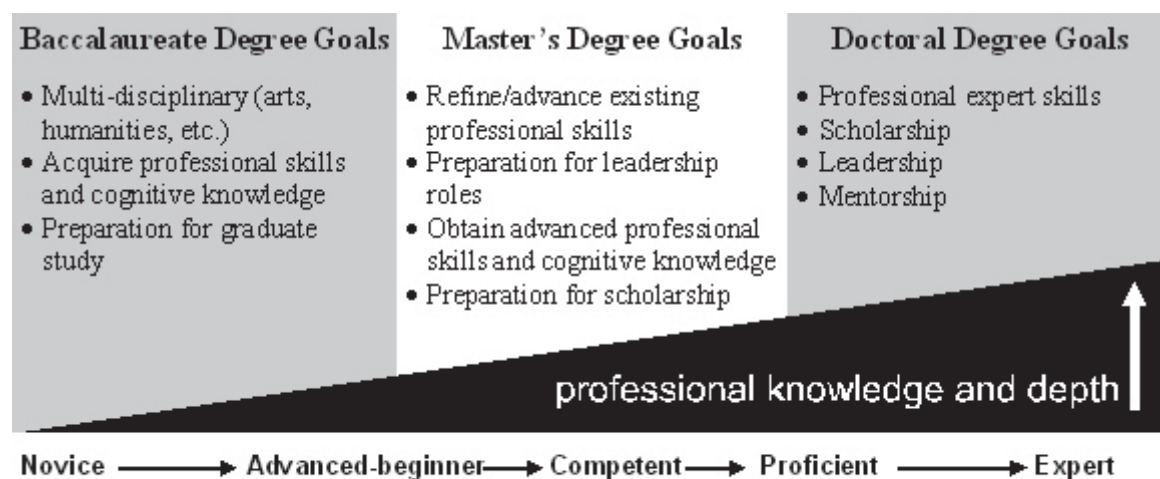 Baccalaureate Degree Goals
• Multi-disciplinary (arts,
humanities, etc.)
• Acquire professional skills
and cognitive knowledge
• Preparation for graduate
study
Master's Degree Goals
• Refine/advance existing
professional skills
• Preparation for leadership
roles
• Obtain advanced professional
skills and cognitive knowledge
• Preparation for scholarship
Doctoral Degree Goals
• Professional expert skills
• Scholarship
• Leadership
• Mentorship
professional knowledge and depth
Novice → Advanced-beginner → Competent → Proficient → Expert